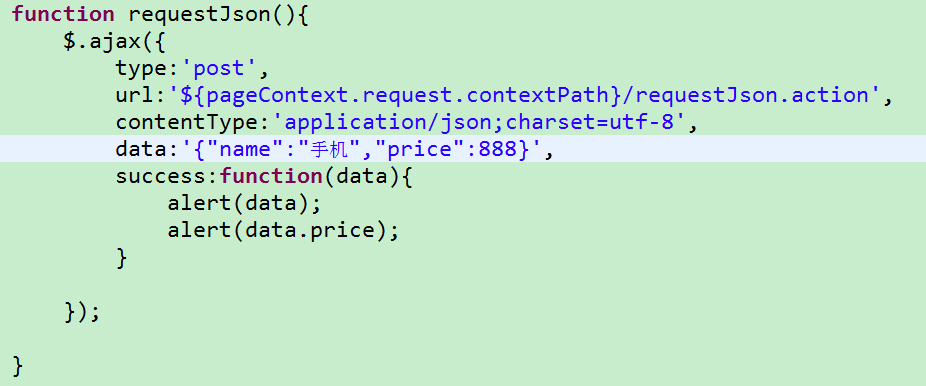 function requestJson(){
    $.ajax({
        type:'post',
        url:'${pageContext.request.contextPath}/requestJson.action',
        contentType:'application/json;charset=utf-8',
        data:'{"name":"手机","price":888}',
        success:function(data){
            alert(data);
            alert(data.price);
        }
    });
}